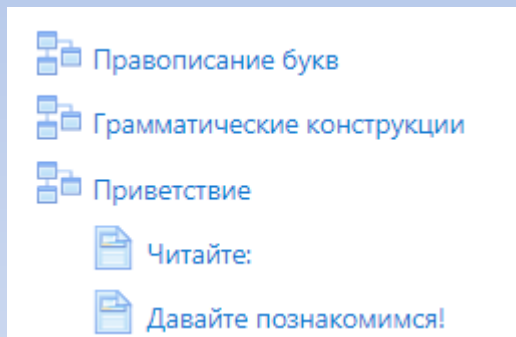 Правописание букв
Грамматические конструкции
Приветствие
Читайте:
Давайте познакомимся!